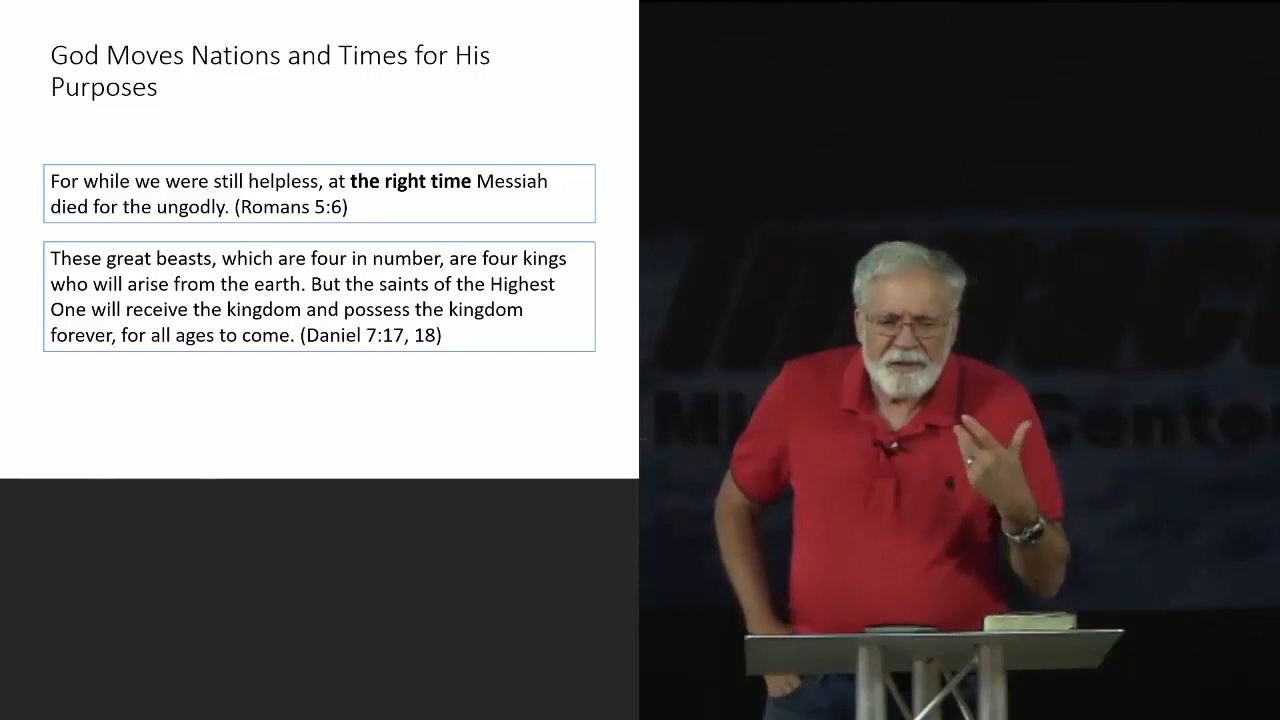 God Moves Nations and Times for His
Purposes
For while we were still helpless, at the right time Messiah
died for the ungodly. (Romans 5:6)
These great beasts, which are four in number, are four kings
who will arise from the earth. But the saints of the Highest
One will receive the kingdom and possess the kingdom
forever, for all ages to come. (Daniel 7:17, 18)